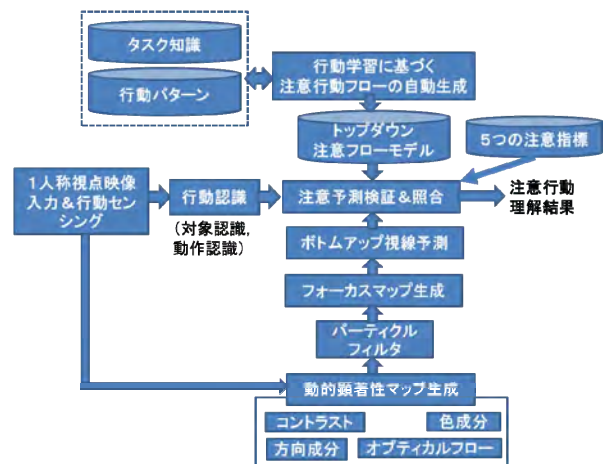 タスク知識
行動パターン
行動学習に基づく
注意行動フローの自動生成
トップダウン
注意フローモデル
5つの注意指標
1人称視点映像
入力&行動セン
シング
行動認識
(対象認識,
動作認識)
注意予測検証&照合
注意行動
理解結果
ボトムアップ視線予測
フォーカスマップ生成
パーティクル
フィルタ
動的顕著性マップ生成
コントラスト
色成分
方向成分
オプティカルフロー